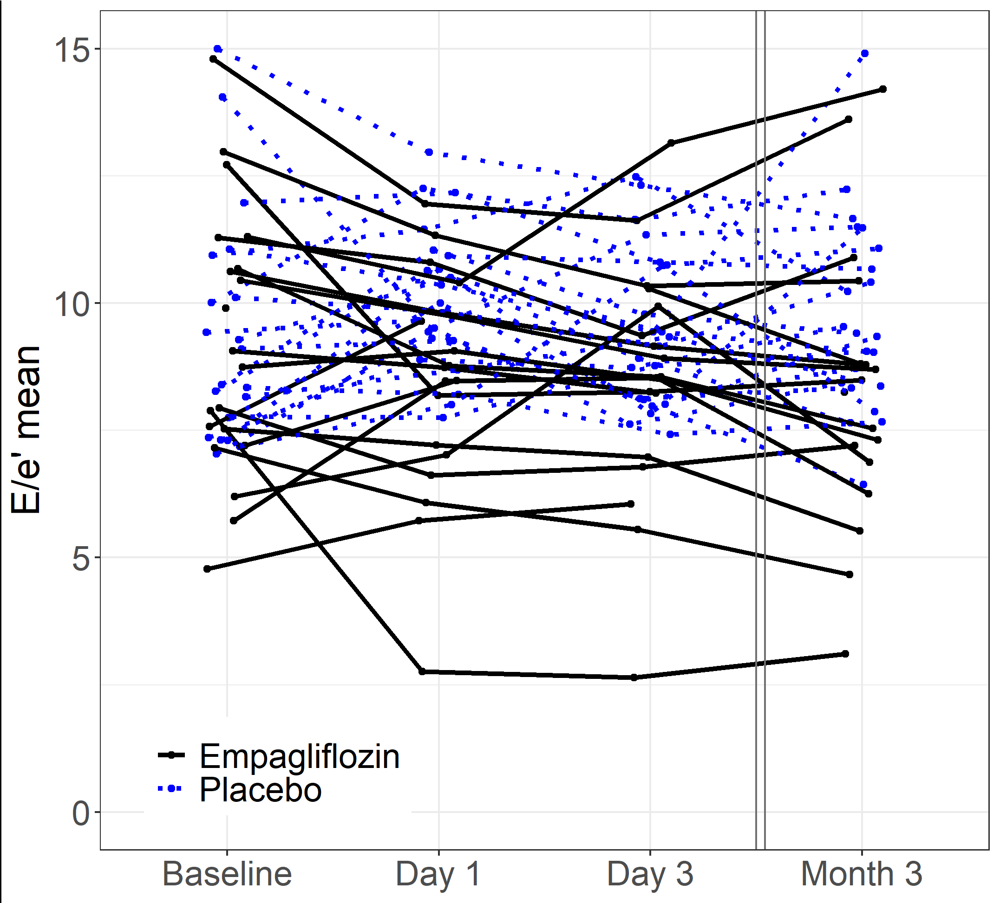 E/e' mean
15
10
5
0
Empagliflozin
Placebo
Baseline Day 1 Day 3 Month 3